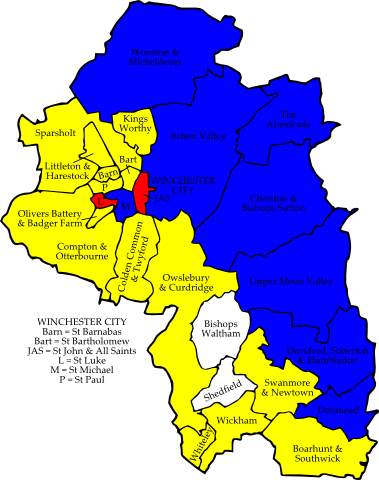 Wonston &
Micheldever
Kings
Worthy
Sparsholt
Itchen Valley
The
Alresfords
Bart
Littleton &
Harestock
Barn
P
WINCHESTER
CITY
JAS
L
M
Cheriton &
Bishops Sutton
Olivers Battery
& Badger Farm
Compton &
Otterbourne
Colden Common
& Twyford
Owslebury
& Curdridge
Upper Meon Valley
WINCHESTER CITY
Barn = St Barnabas
Bart = St Bartholomew
JAS = St John & All Saints
L = St Luke
M = St Michael
P = St Paul
Bishops
Waltham
Droxford, Soberton
& Hambledon
Shedfield
Swanmore
& Newtown
Denmead
Wickham
Whiteley
Boarhunt &
Southwick